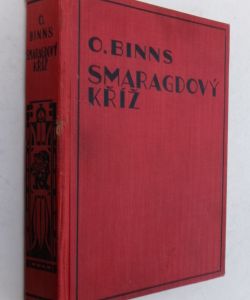 O.
BINNS
SMARAGDOVÝ
KŘÍŽ
O. BINNS
SMARAGDOVÝ
KŘÍŽ